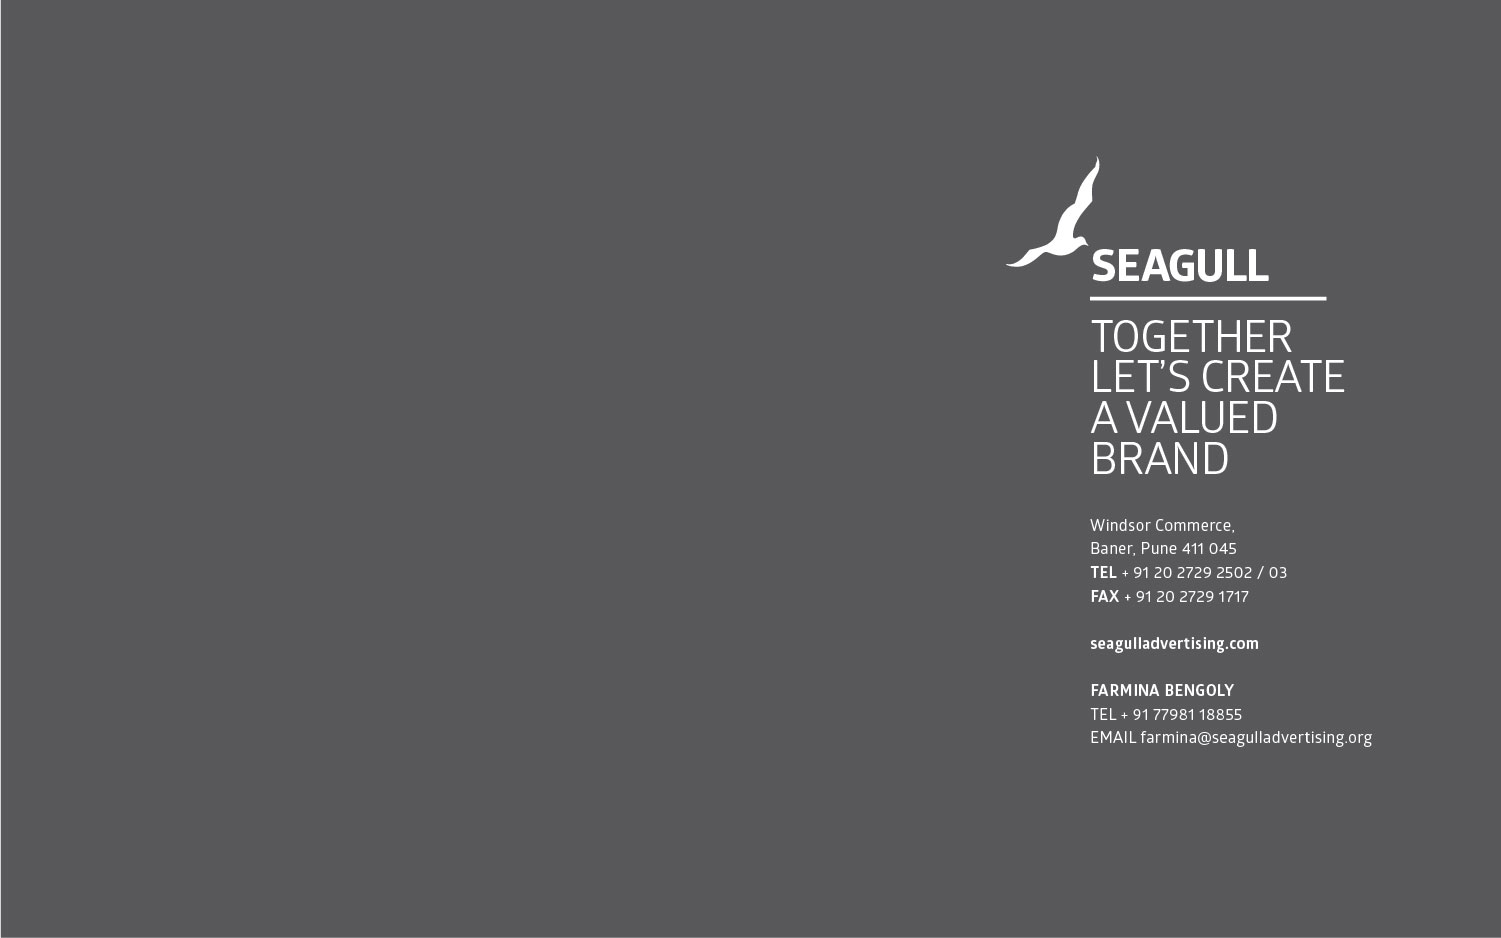 SEAGULL
TOGETHER
LET’S CREATE
A VALUED
BRAND
Windsor Commerce,
Baner, Pune 411 045
TEL + 91 20 2729 2502 / 03
FAX + 91 20 2729 1717
seagulladvertising.com
FARMINA BENGOLY
TEL + 91 77981 18855
EMAIL farmina@seagulladvertising.org